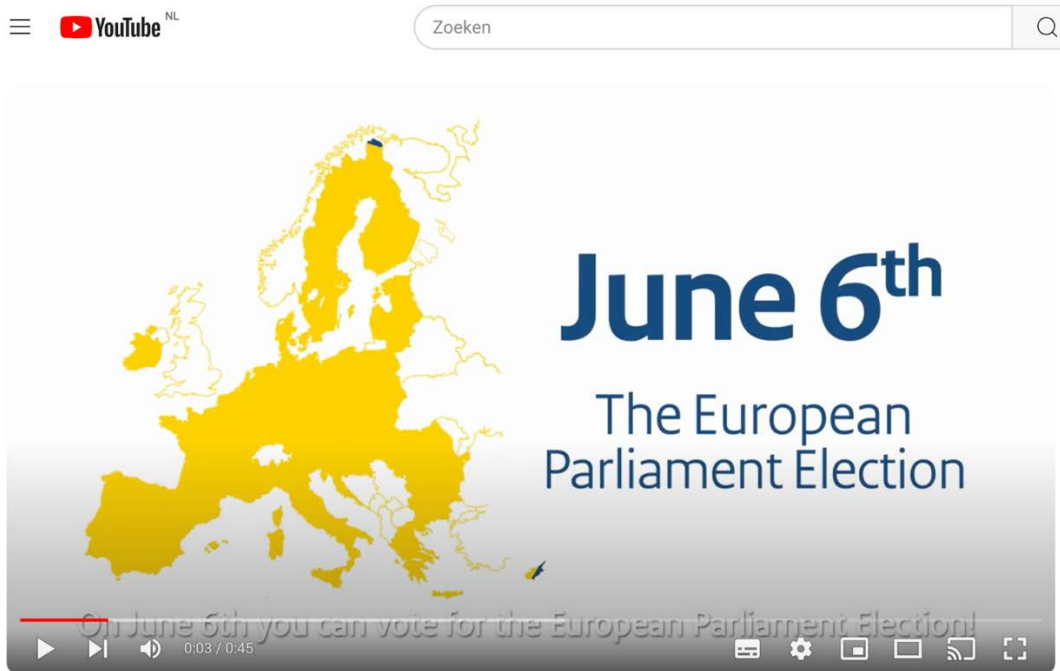 YouTube NL
Zoeken
June 6th
The European
Parliament Election
On June 6th you can vote for the European Parliament Election!
0:03 / 0:45